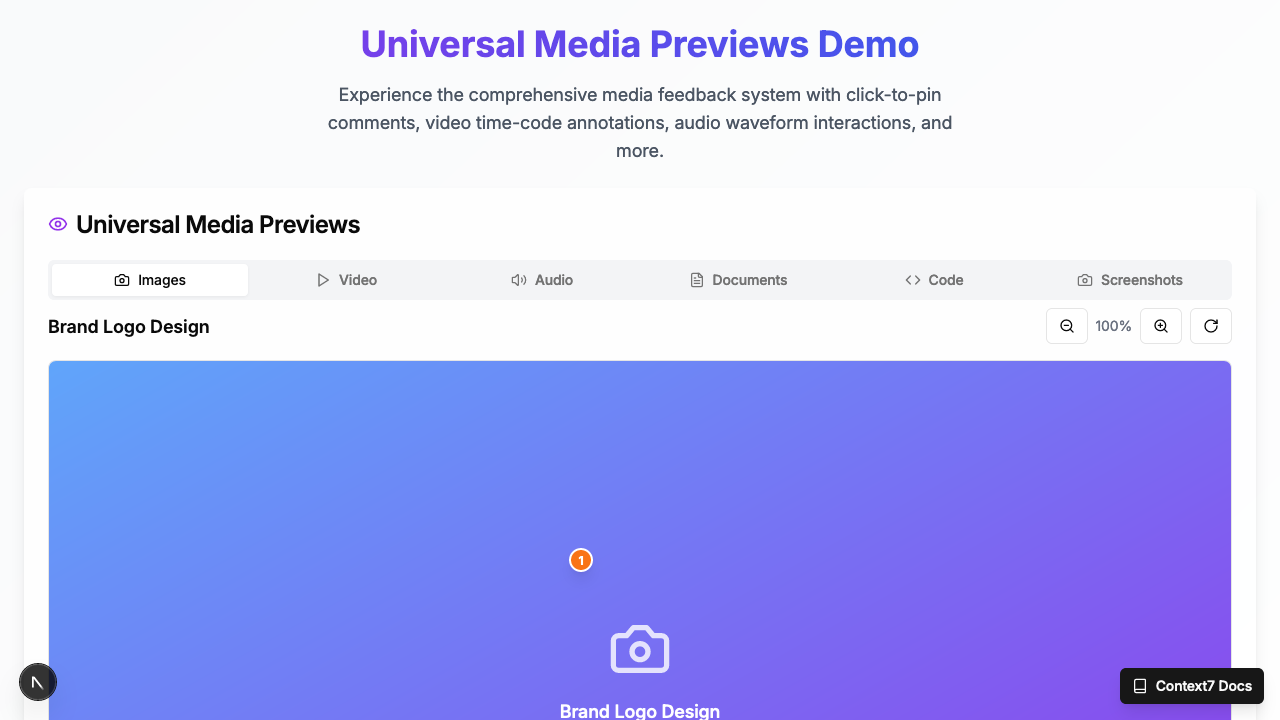 Universal Media Previews Demo
Experience the comprehensive media feedback system with click-to-pin
comments, video time-code annotations, audio waveform interactions, and
more.
Universal Media Previews
Images Video Audio Documents Code Screenshots
Brand Logo Design 100%
1
Brand Logo Design
Context7 Docs